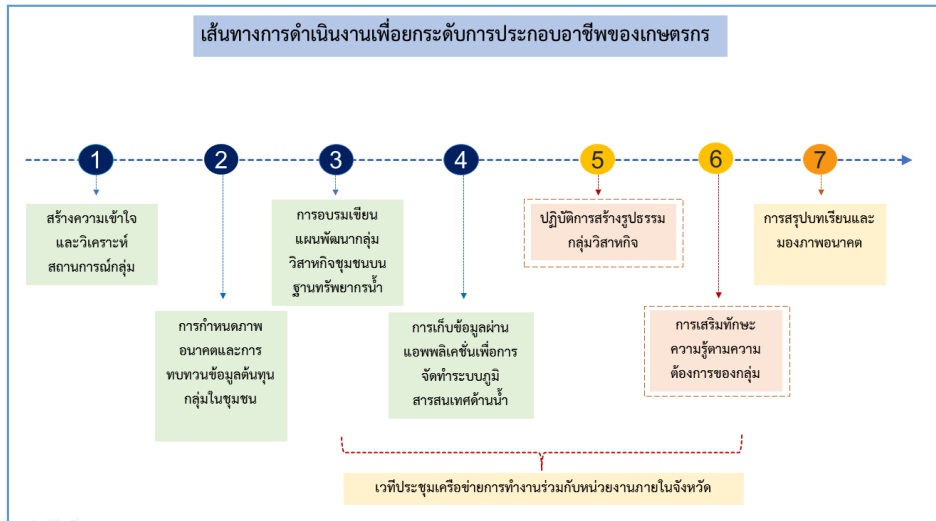 เส้นทางการดำเนินงานเพื่อยกระดับการประกอบอาชีพของเกษตรกร
1
2
3
4
5
6
7
สร้างความเข้าใจ
และวิเคราะห์
สถานการณ์กลุ่ม
การกำหนดภาพ
อนาคตและการ
ทบทวนข้อมูลต้นทุน
กลุ่มในชุมชน
การอบรมเขียน
แผนพัฒนากลุ่ม
วิสาหกิจชุมชนบน
ฐานทรัพยากรน้ำ
การเก็บข้อมูลผ่าน
แอพพลิเคชั่นเพื่อการ
จัดทำระบบภูมิ
สารสนเทศด้านน้ำ
ปฏิบัติการสร้างรูปธรรม
กลุ่มวิสาหกิจ
การเสริมทักษะ
ความรู้ตามความ
ต้องการของกลุ่ม
การสรุปบทเรียนและ
มองภาพอนาคต
เวทีประชุมเครือข่ายการทำงานร่วมกับหน่วยงานภายในจังหวัด